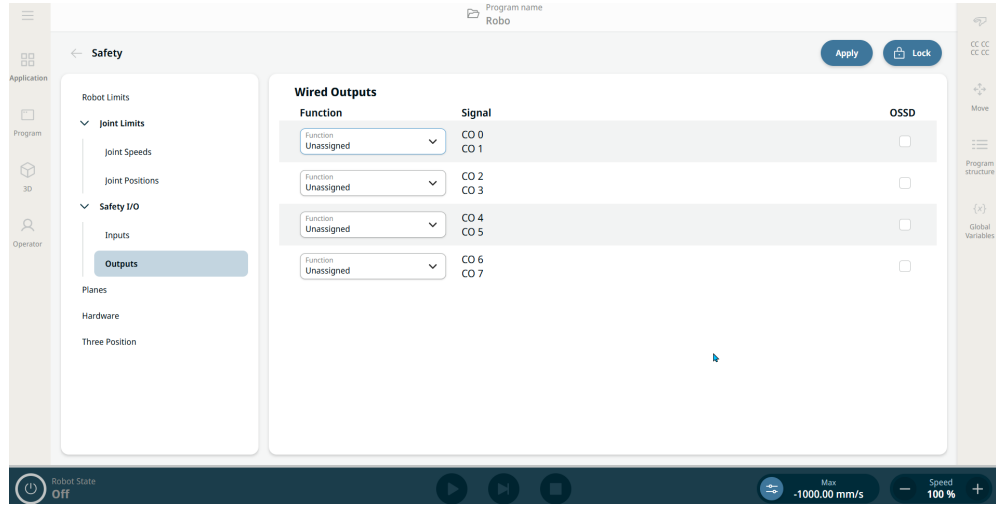 Program name
Robo
Safety
Apply
Lock
Application
Program
3D
Operator
Robot Limits
Joint Limits
Joint Speeds
Joint Positions
Safety I/O
Inputs
Outputs
Planes
Hardware
Three Position
Wired Outputs
Function Signal OSSD
Function
Unassigned
CO 0
CO 1
Function
Unassigned
CO 2
CO 3
Function
Unassigned
CO 4
CO 5
Function
Unassigned
CO 6
CO 7
CC CC
CC CC
Move
Program
structure
{x}
Global
Variables
Robot State
Off
Max
-1000.00 mm/s
Speed
100 %